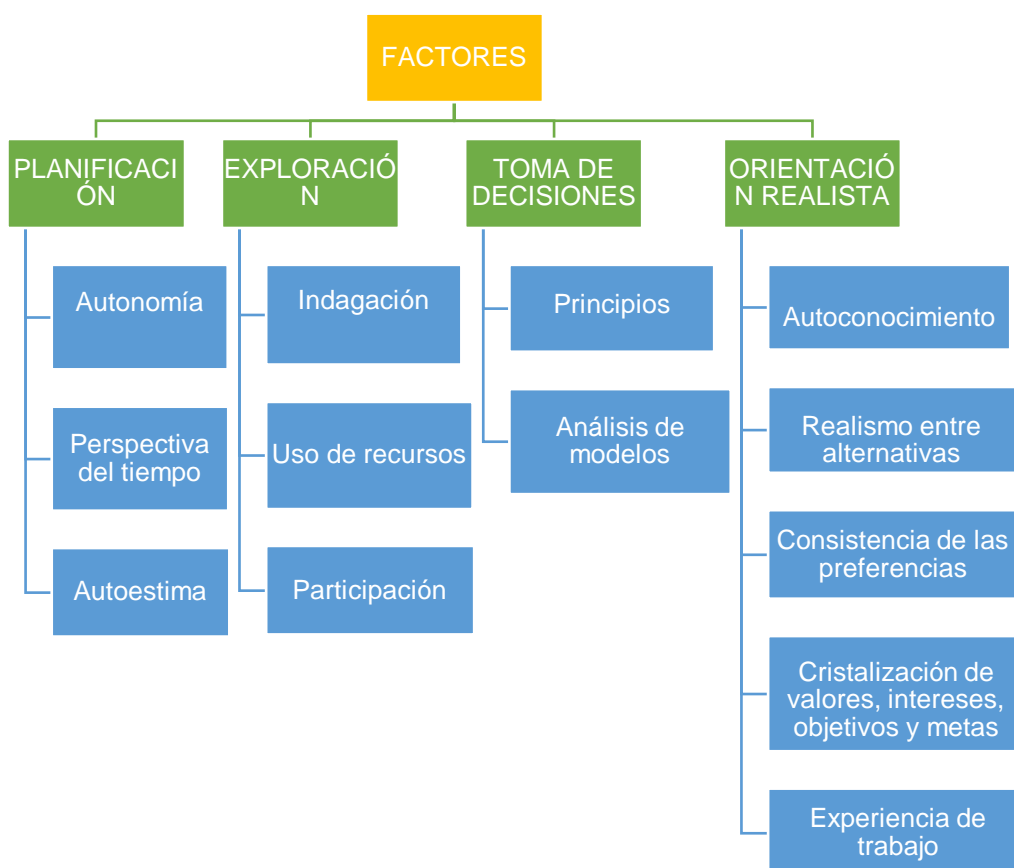 FACTORES
PLANIFICACI
ÓN
Autonomía
Perspectiva
del tiempo
Autoestima
EXPLORACIÓ
N
Indagación
Uso de recursos
Participación
TOMA DE
DECISIONES
Principios
Análisis de
modelos
ORIENTACIÓ
N REALISTA
Autoconocimiento
Realismo entre
alternativas
Consistencia de las
preferencias
Cristalización de
valores, intereses,
objetivos y metas
Experiencia de
trabajo